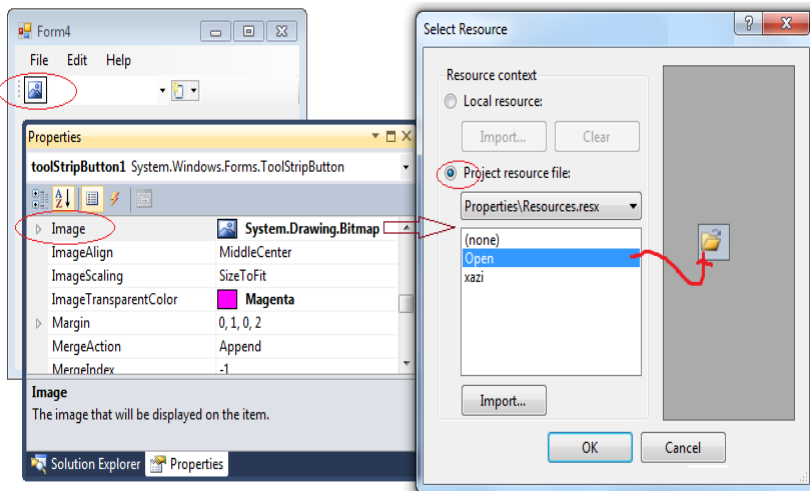 Form4
File Edit Help
Properties
toolStripButton1 System.Windows.Forms.ToolStripButton
Image System.Drawing.Bitmap
ImageAlign MiddleCenter
ImageScaling SizeToFit
ImageTransparentColor Magenta
Margin 0, 1, 0, 2
MergeAction Append
MergeIndex -1
Image
The image that will be displayed on the item.
Solution Explorer Properties
Select Resource
Resource context
Local resource:
Import... Clear
Project resource file:
Properties\Resources.resx
(none)
Open
xazi
Import...
OK Cancel